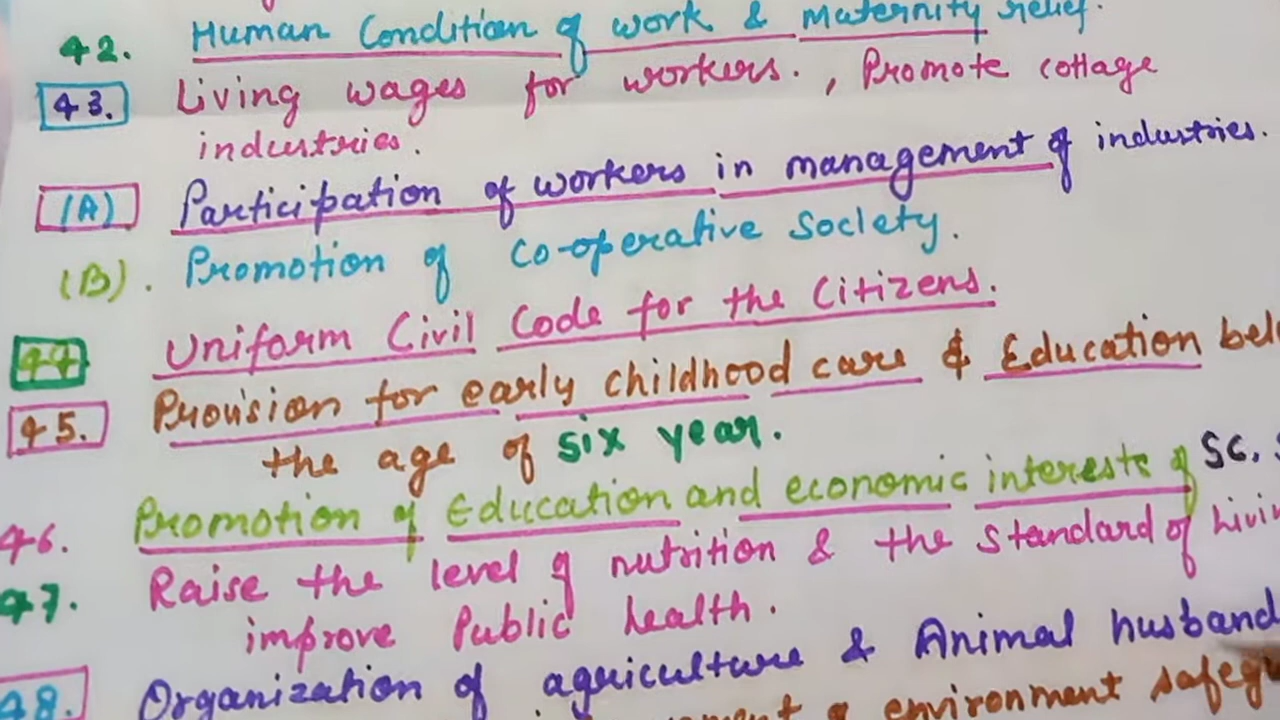 42. Human Condition of work & Maternity relief.
43. Living wages for workers. , Promote cottage
industries.
(A) Participation of workers in management of industries.
(B). Promotion of Co-operative Society.
44 Uniform Civil Code for the Citizens.
45. Provision for early childhood care & Education bel
the age of six year.
46. Promotion of Education and economic interests of SC, S
47. Raise the level of nutrition & the standard of Livin
improve Public health.
48. Organization of agriculture & Animal husband
environment safegu